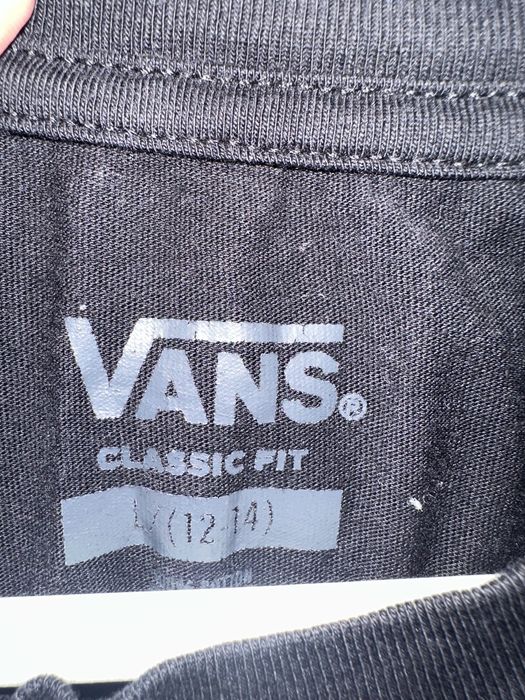 VANS®
CLASSIC FIT
L/(12-14)